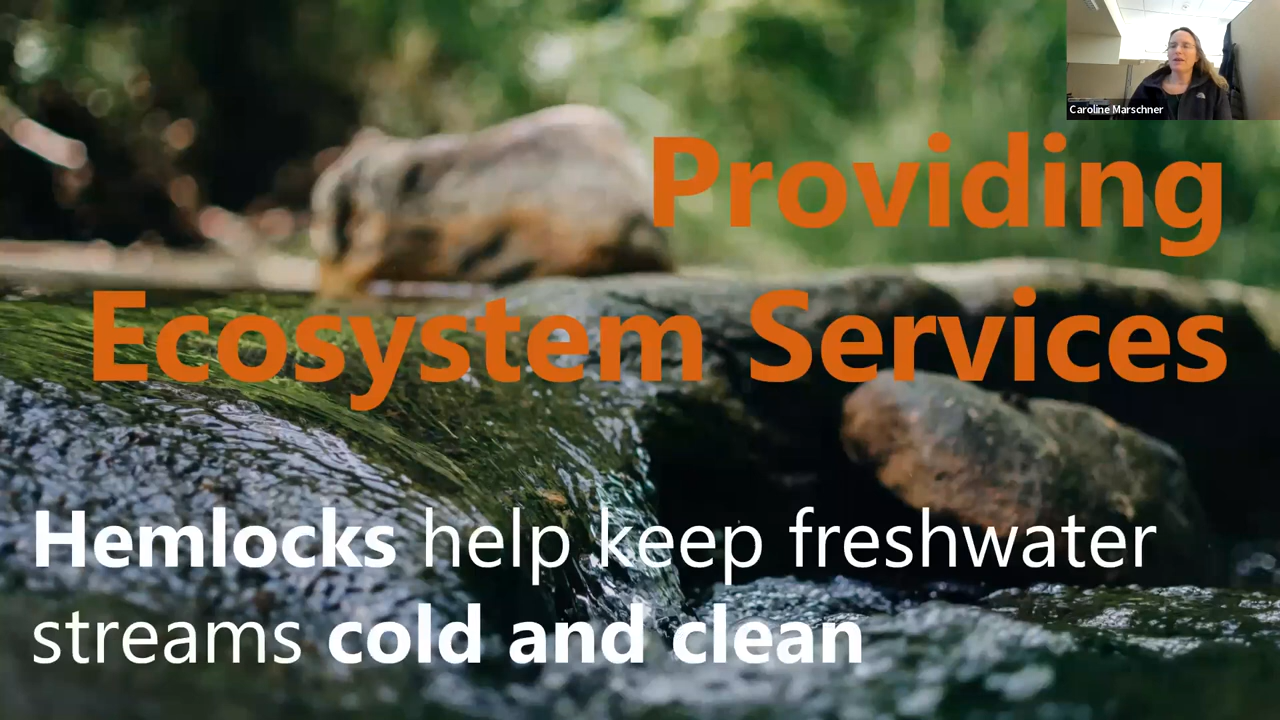 Caroline Marschner
Providing
Ecosystem Services
Hemlocks help keep freshwater
streams cold and clean